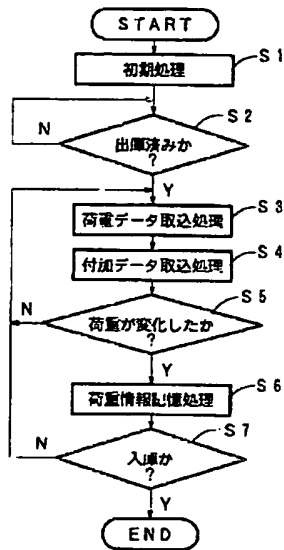 START
初期処理
S1
S2
N
出庫済みか
?
Y
S3
荷重データ取込処理
S4
付加データ取込処理
S5
N
荷重が変化したか
?
Y
S6
荷重情報記憶処理
S7
N
入庫か
?
Y
END